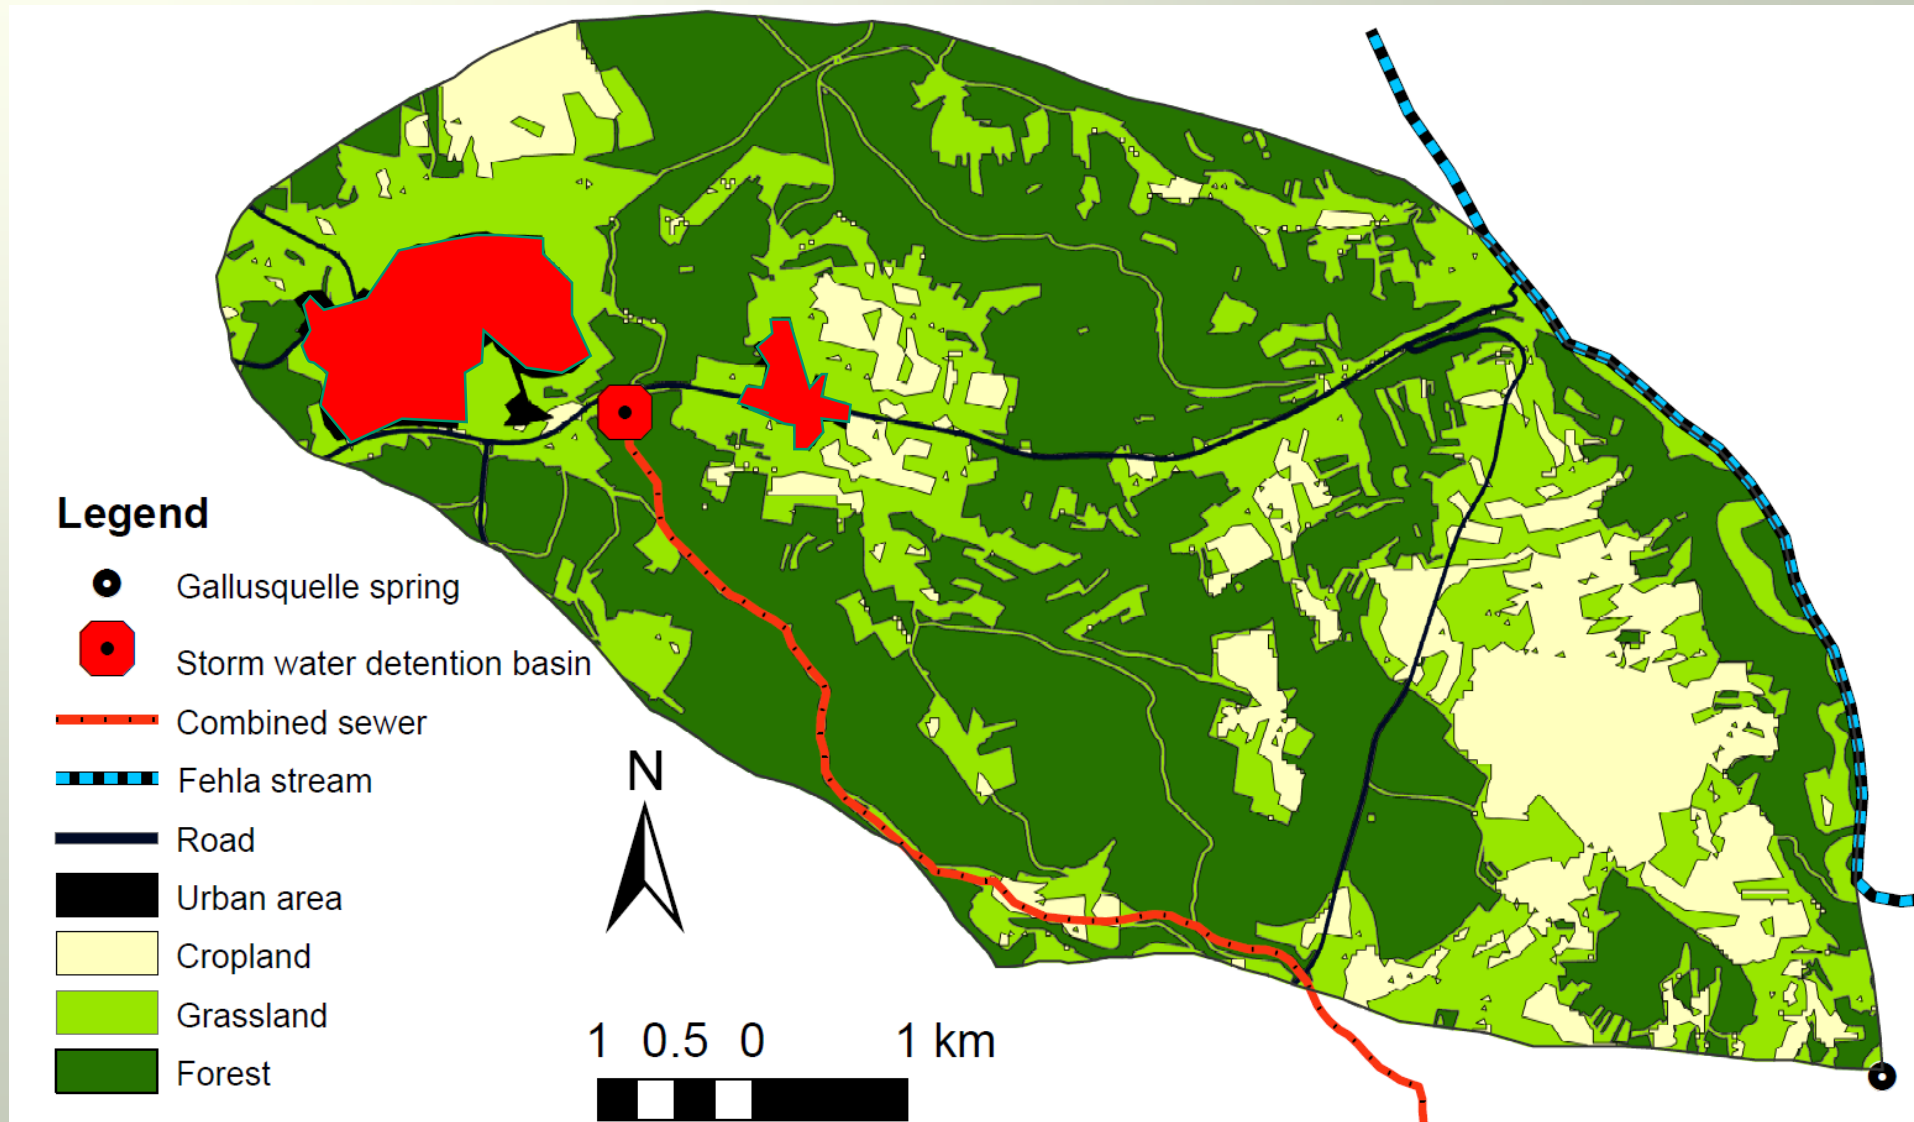 Legend
Gallusquelle spring
Storm water detention basin
Combined sewer
Fehla stream
Road
Urban area
Cropland
Grassland
Forest
N
1 0.5 0 1 km